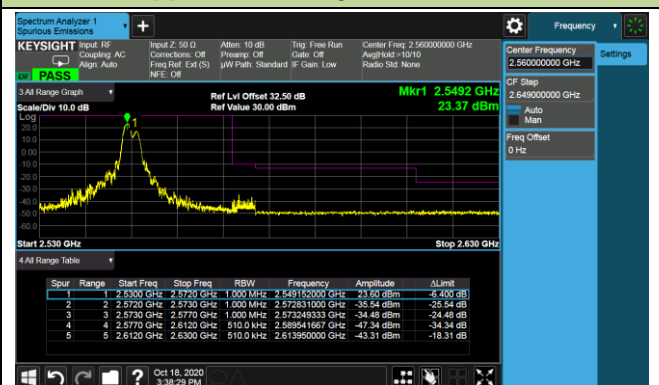 Spectrum Analyzer 1
Spurious Emissions
Frequency
KEYSIGHT
Input: RF
Coupling: AC
Align: Auto
Input Z: 50 Ω
Corrections: Off
Freq Ref: Ext (S)
NFE: Off
Atten: 10 dB
Preamp: Off
µW Path: Standard
Trig: Free Run
Gate: Off
IF Gain: Low
Center Freq: 2.560000000 GHz
Avg|Hold:>10/10
Radio Std: None
PASS
Center Frequency
2.560000000 GHz
Settings
CF Step
2.649000000 GHz
Auto
Man
Freq Offset
0 Hz
3 All Range Graph
Ref Lvl Offset 32.50 dB
Ref Value 30.00 dBm
Mkr1 2.5492 GHz
23.37 dBm
Scale/Div 10.0 dB
Log
20.0
10.0
0.00
-10.0
-20.0
-30.0
-40.0
-50.0
-60.0
1
Start 2.530 GHz
Stop 2.630 GHz
4 All Range Table
Spur Range Start Freq Stop Freq RBW Frequency Amplitude ΔLimit
1 1 2.5300 GHz 2.5720 GHz 1.000 MHz 2.549152000 GHz 23.60 dBm -6.400 dB
2 2 2.5720 GHz 2.5730 GHz 1.000 MHz 2.572831000 GHz -35.54 dBm -25.54 dB
3 3 2.5730 GHz 2.5770 GHz 1.000 MHz 2.573249333 GHz -34.48 dBm -24.48 dB
4 4 2.5770 GHz 2.6120 GHz 510.0 kHz 2.589541667 GHz -47.34 dBm -34.34 dB
5 5 2.6120 GHz 2.6300 GHz 510.0 kHz 2.613950000 GHz -43.31 dBm -18.31 dB
Oct 18, 2020
3:38:29 PM